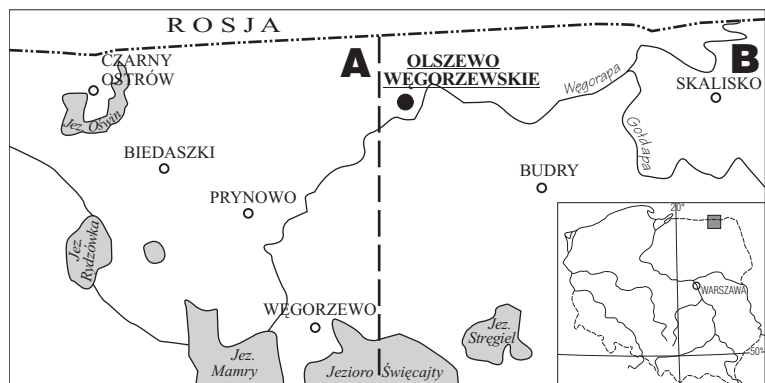 ROSJA
CZARNY
OSTRÓW
A
OLSZEWO
WĘGORZEWSKIE
B
Węgorapa
SKALISKO
Jez. Oświn
Gołdapa
BIEDASZKI
BUDRY
PRYNOWO
20°
Jez.
Rydzówka
WARSZAWA
WĘGORZEWO
Jez.
Stręgiel
Jez.
Mamry
Jezioro Święcajty
50°